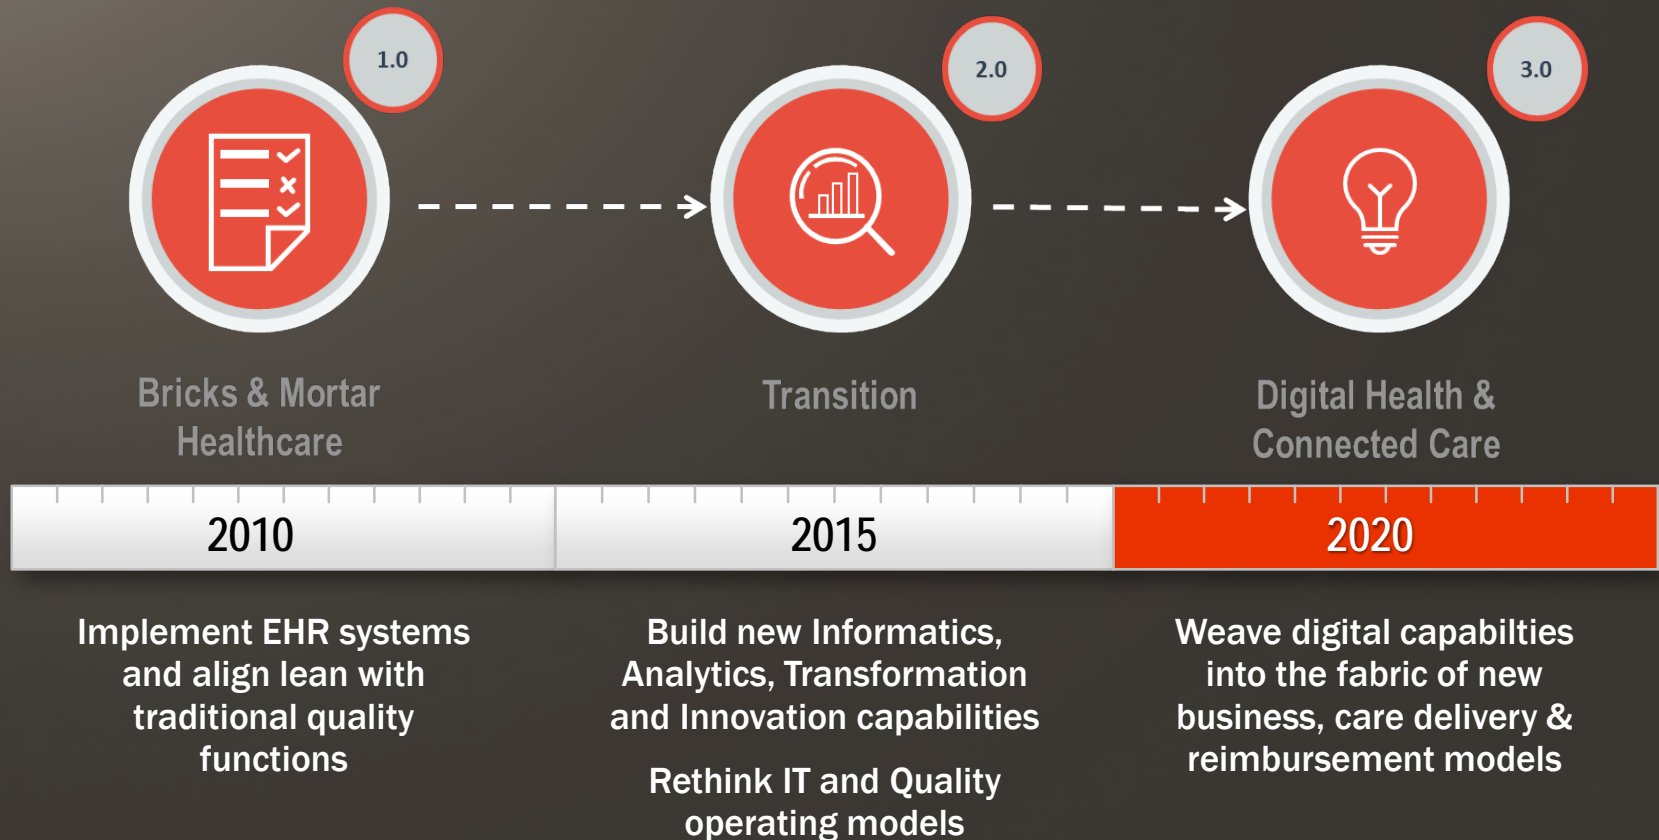 1.0
2.0
3.0
Bricks & Mortar
Healthcare
Transition
Digital Health &
Connected Care
2010
2015
2020
Implement EHR systems
and align lean with
traditional quality
functions
Build new Informatics,
Analytics, Transformation
and Innovation capabilities
Rethink IT and Quality
operating models
Weave digital capabilties
into the fabric of new
business, care delivery &
reimbursement models